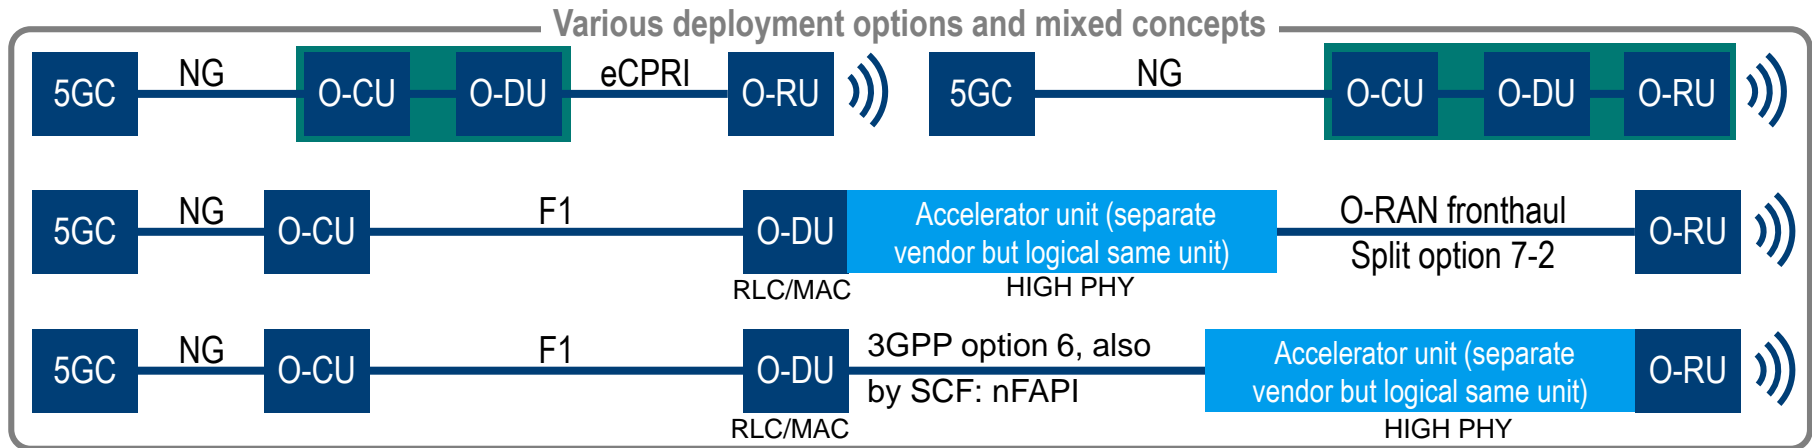 Various deployment options and mixed concepts
5GC NG O-CU O-DU eCPRI O-RU 5GC NG O-CU O-DU O-RU
5GC NG O-CU F1 O-DU Accelerator unit (separate
vendor but logical same unit) O-RAN fronthaul
Split option 7-2 O-RU
RLC/MAC HIGH PHY
5GC NG O-CU F1 O-DU 3GPP option 6, also
by SCF: nFAPI Accelerator unit (separate
vendor but logical same unit) O-RU
RLC/MAC HIGH PHY